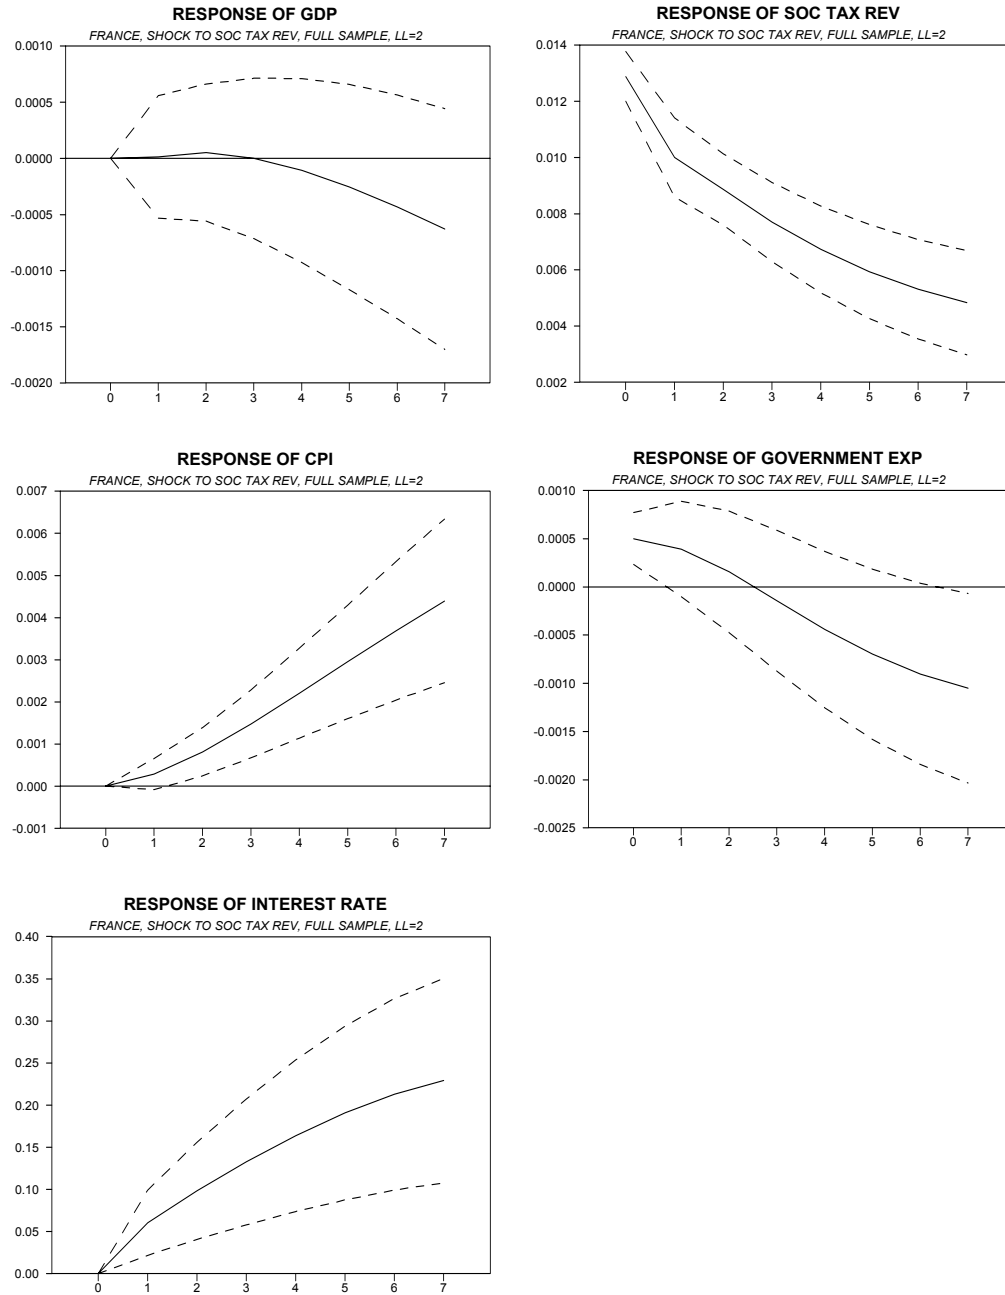 RESPONSE OF GDP
FRANCE, SHOCK TO SOC TAX REV, FULL SAMPLE, LL=2
0.0010
0.0005
0.0000
-0.0005
-0.0010
-0.0015
-0.0020
0 1 2 3 4 5 6 7
RESPONSE OF SOC TAX REV
FRANCE, SHOCK TO SOC TAX REV, FULL SAMPLE, LL=2
0.014
0.012
0.010
0.008
0.006
0.004
0.002
0 1 2 3 4 5 6 7
RESPONSE OF CPI
FRANCE, SHOCK TO SOC TAX REV, FULL SAMPLE, LL=2
0.007
0.006
0.005
0.004
0.003
0.002
0.001
0.000
-0.001
0 1 2 3 4 5 6 7
RESPONSE OF GOVERNMENT EXP
FRANCE, SHOCK TO SOC TAX REV, FULL SAMPLE, LL=2
0.0010
0.0005
0.0000
-0.0005
-0.0010
-0.0015
-0.0020
-0.0025
0 1 2 3 4 5 6 7
RESPONSE OF INTEREST RATE
FRANCE, SHOCK TO SOC TAX REV, FULL SAMPLE, LL=2
0.40
0.35
0.30
0.25
0.20
0.15
0.10
0.05
0.00
0 1 2 3 4 5 6 7